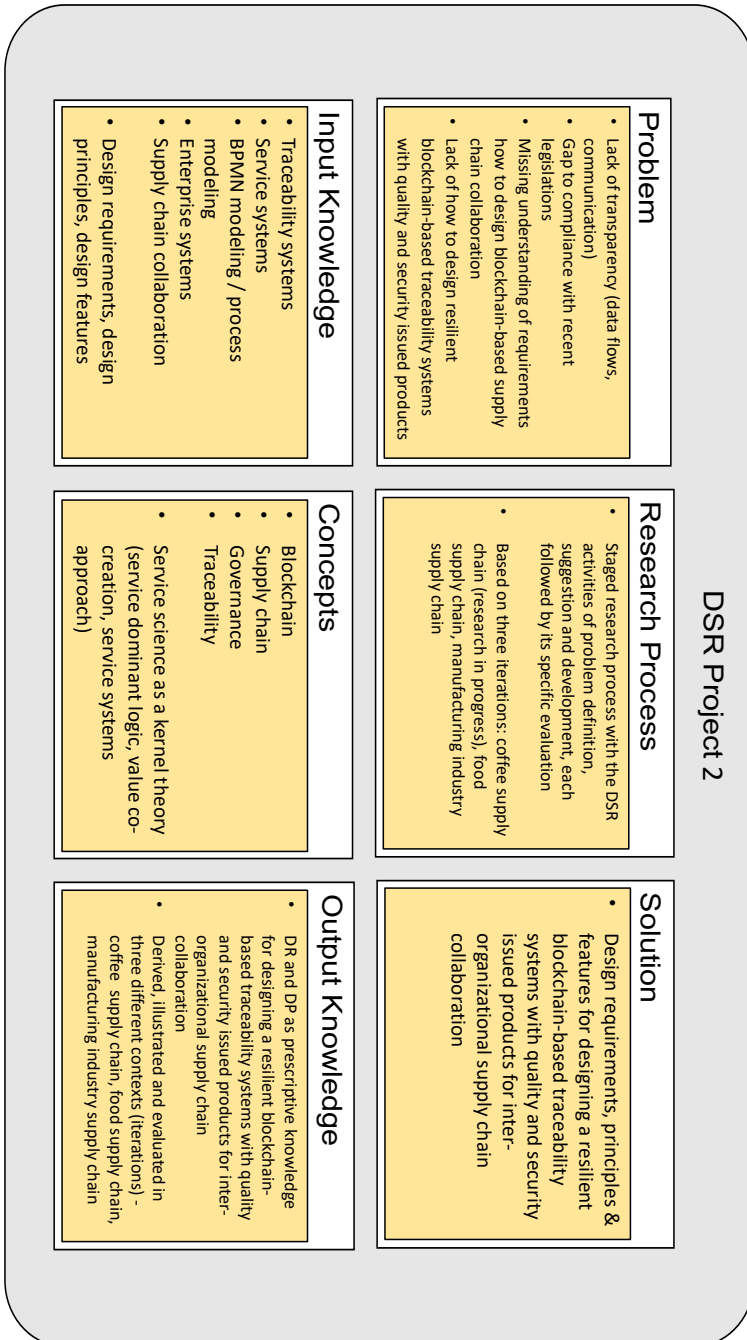 DSR Project 2
Problem
• Lack of transparency (data flows,
communication)
• Gap to compliance with recent
legislations
• Missing understanding of requirements
how to design blockchain-based supply
chain collaboration
• Lack of how to design resilient
blockchain-based traceability systems
with quality and security issued products
Research Process
• Staged research process with the DSR
activities of problem definition,
suggestion and development, each
followed by its specific evaluation
• Based on three iterations: coffee supply
chain (research in progress), food
supply chain, manufacturing industry
supply chain
Solution
• Design requirements, principles &
features for designing a resilient
blockchain-based traceability
systems with quality and security
issued products for inter-
organizational supply chain
collaboration
Input Knowledge
• Traceability systems
• Service systems
• BPMN modeling / process
modeling
• Enterprise systems
• Supply chain collaboration
• Design requirements, design
principles, design features
Concepts
• Blockchain
• Supply chain
• Governance
• Traceability
• Service science as a kernel theory
(service dominant logic, value co-
creation, service systems
approach)
Output Knowledge
• DR and DP as prescriptive knowledge
for designing a resilient blockchain-
based traceability systems with quality
and security issued products for inter-
organizational supply chain
collaboration
• Derived, illustrated and evaluated in
three different contexts (iterations) -
coffee supply chain, food supply chain,
manufacturing industry supply chain